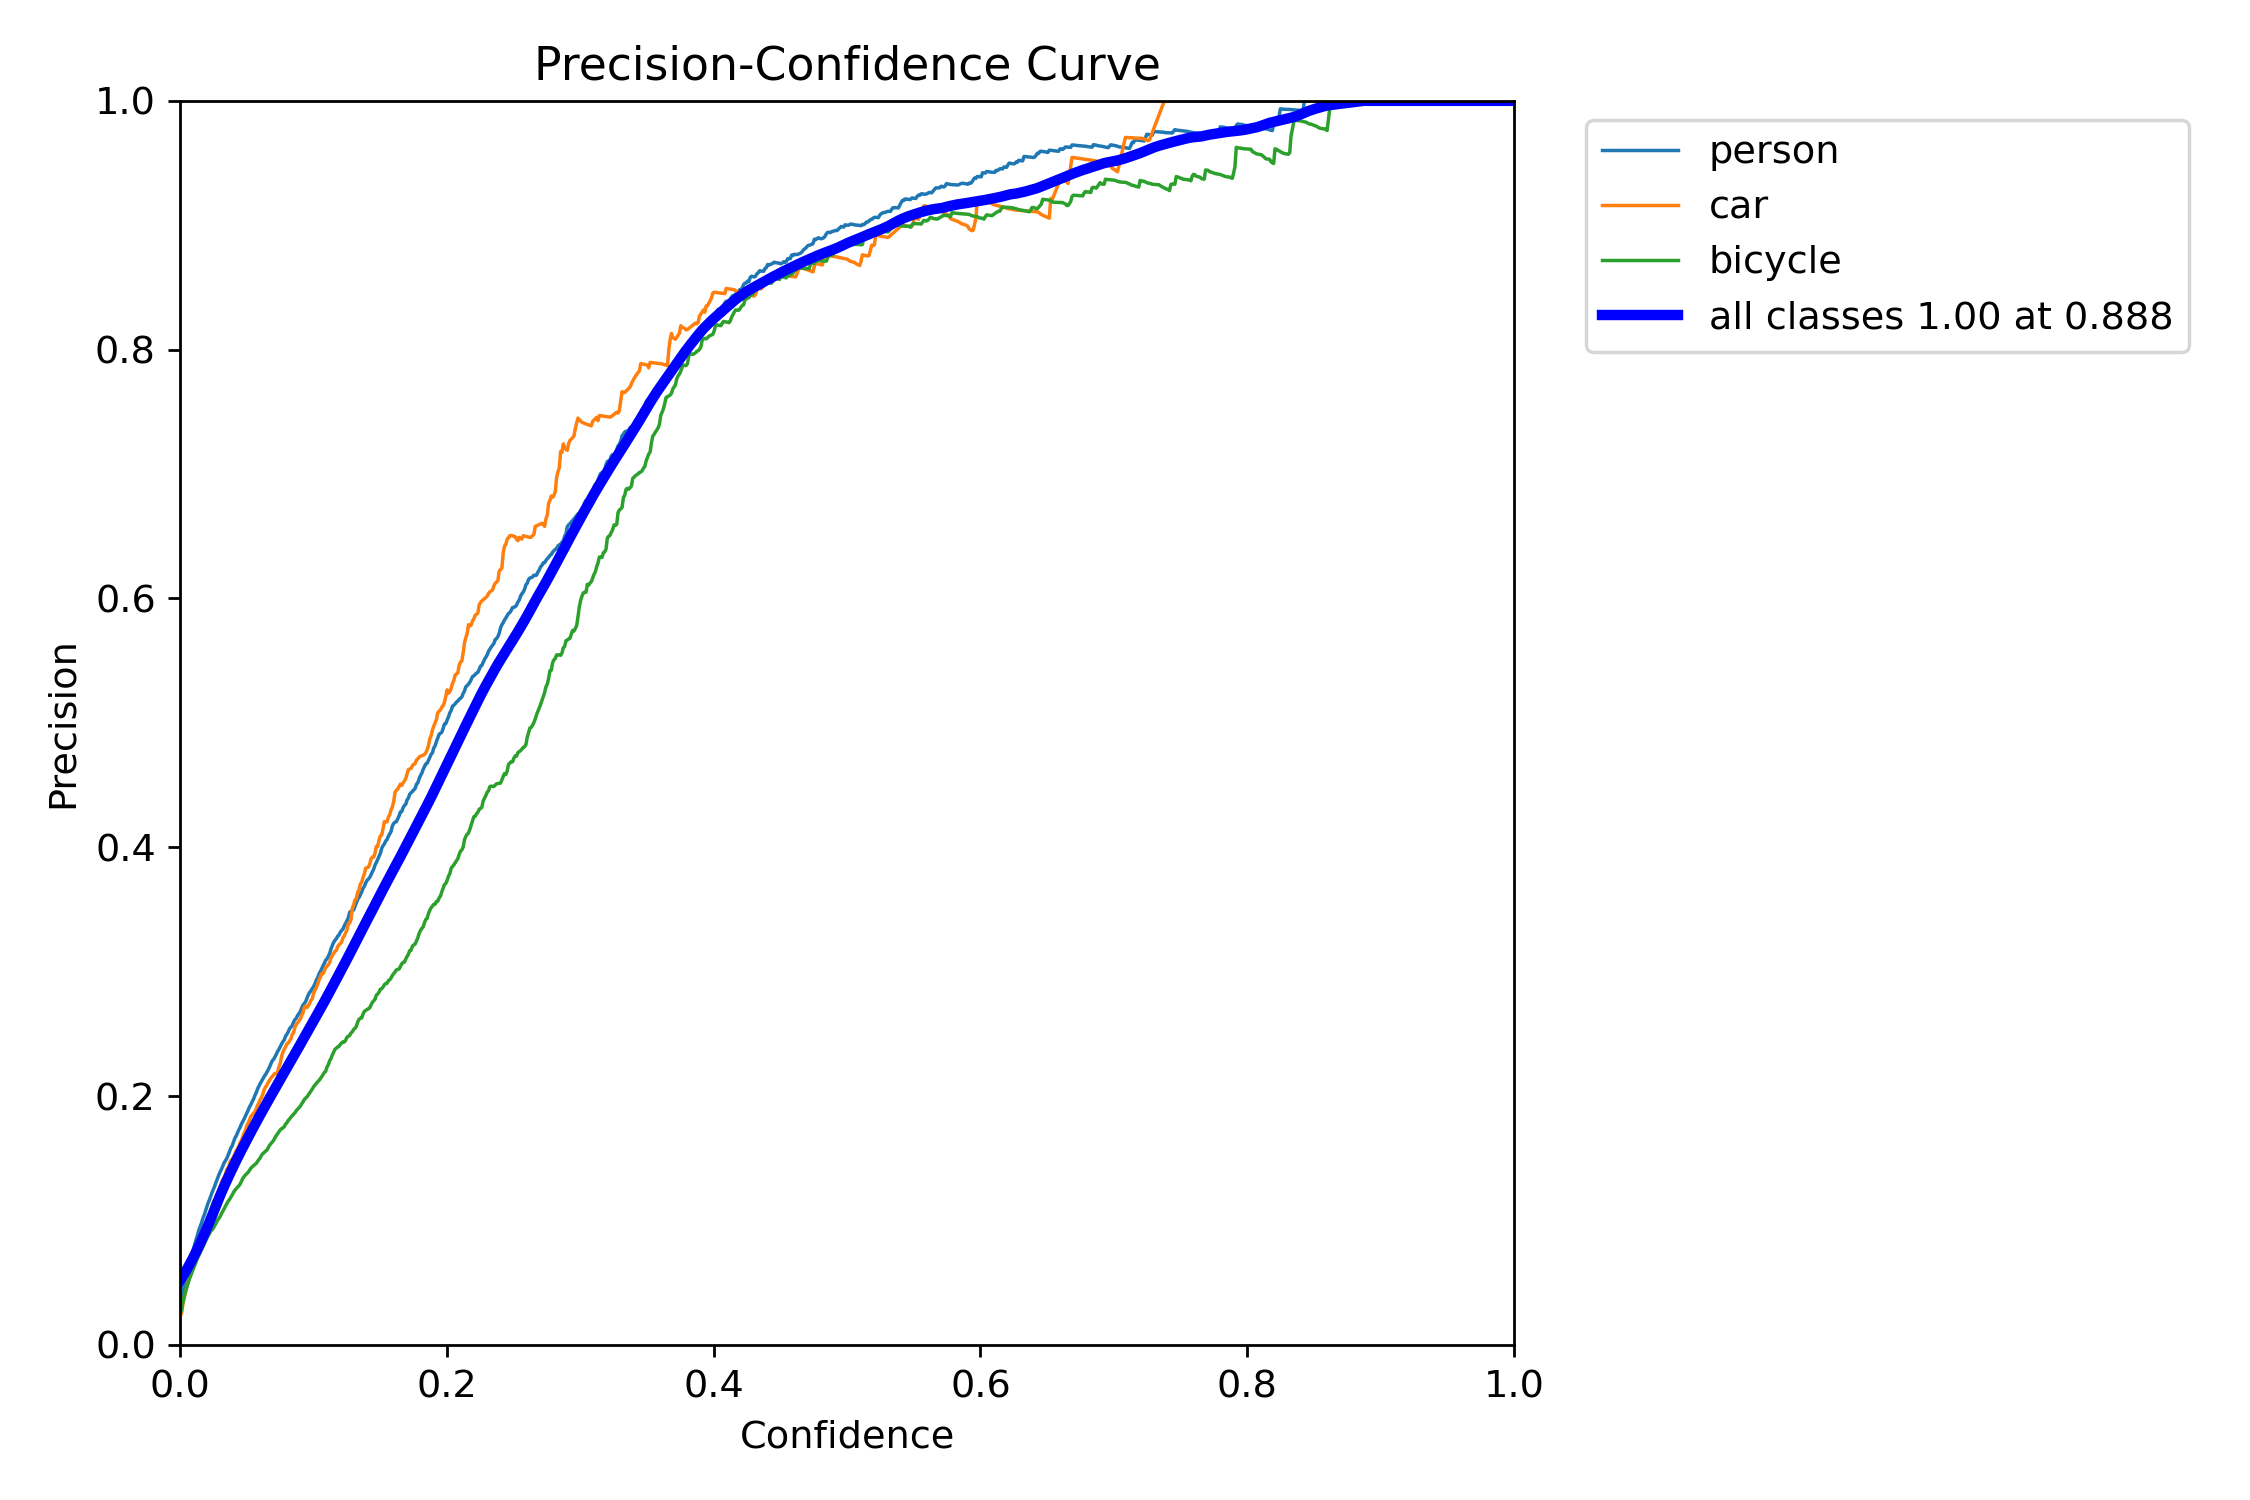 Precision-Confidence Curve
1.0
0.8
0.6
0.4
0.2
0.0
Precision
0.0 0.2 0.4 0.6 0.8 1.0
Confidence
person
car
bicycle
all classes 1.00 at 0.888